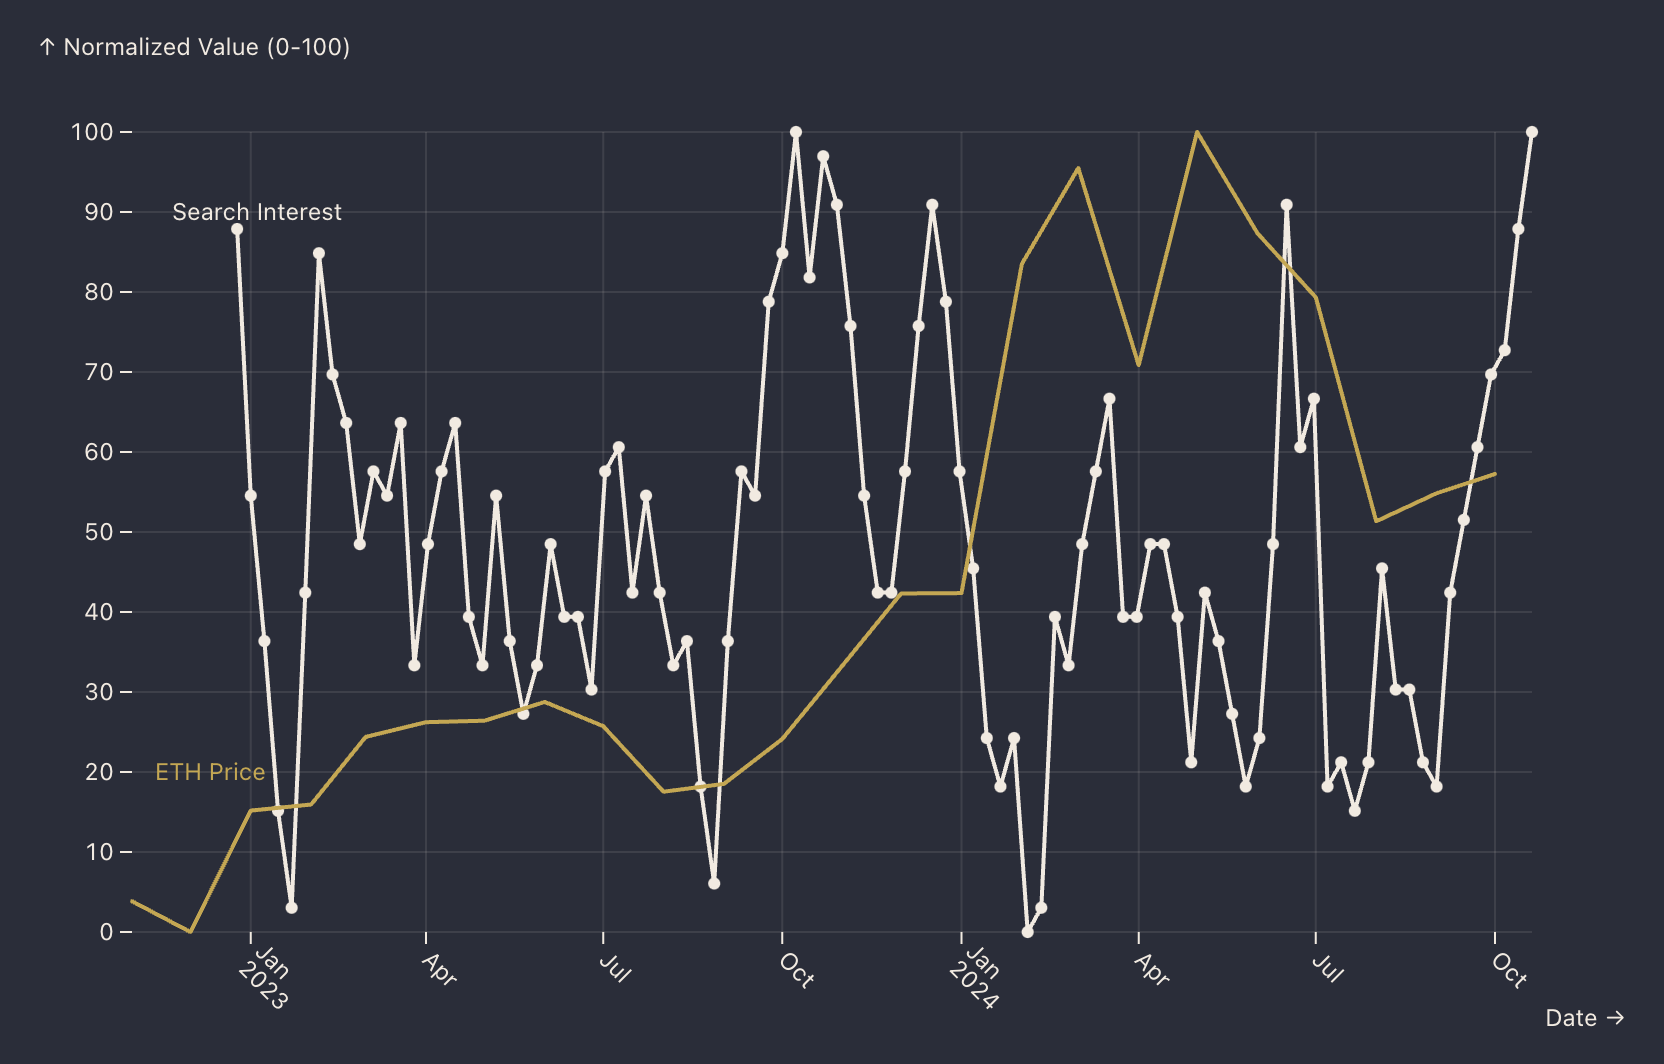 ↑ Normalized Value (0-100)
100
90
80
70
60
50
40
30
20
10
0
Search Interest
ETH Price
Jan
2023
Apr
Jul
Oct
Jan
2024
Apr
Jul
Oct
Date →